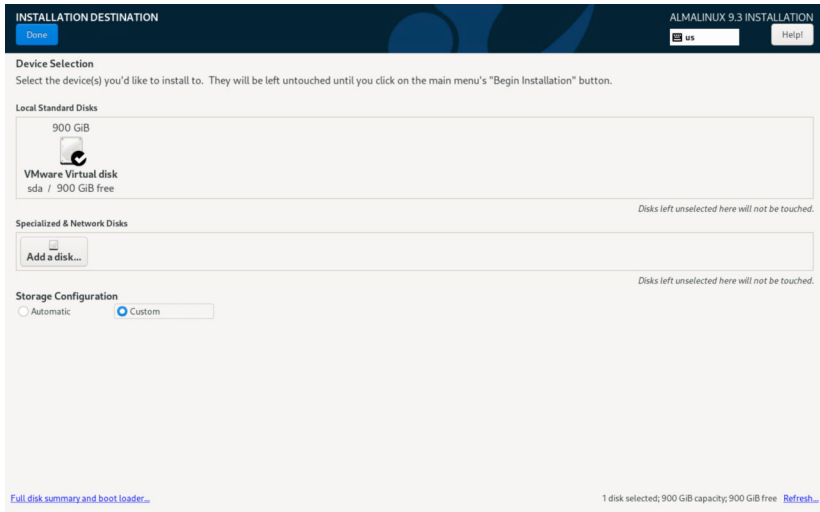 INSTALLATION DESTINATION
ALMALINUX 9.3 INSTALLATION
Done
us
Help!
Device Selection
Select the device(s) you'd like to install to. They will be left untouched until you click on the main menu's "Begin Installation" button.
Local Standard Disks
900 GiB
VMware Virtual disk
sda / 900 GiB free
Disks left unselected here will not be touched.
Specialized & Network Disks
Add a disk...
Disks left unselected here will not be touched.
Storage Configuration
Automatic
Custom
Full disk summary and boot loader...
1 disk selected; 900 GiB capacity; 900 GiB free Refresh...